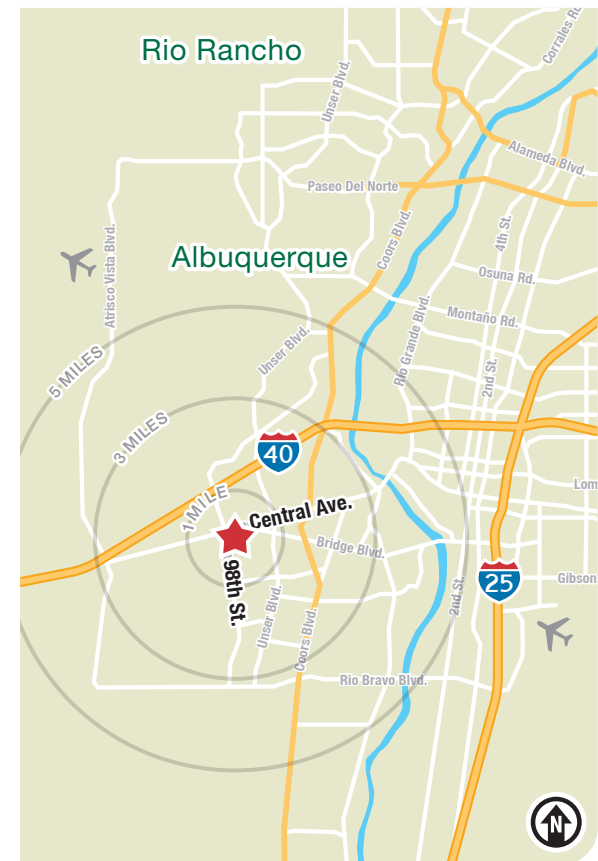 Rio Rancho
Corrales Rd.
Unser Blvd.
Alameda Blvd.
Paseo Del Norte
4th St.
Coors Blvd.
Atrisco Vista Blvd.
Albuquerque
Osuna Rd.
Montaño Rd.
Rio Grande Blvd.
Unser Blvd.
2nd St.
5 MILES
3 MILES
40
1 MILE
Lom
Central Ave.
Bridge Blvd.
98th St.
25
Gibson
2nd St.
Unser Blvd.
Coors Blvd.
Rio Bravo Blvd.
N